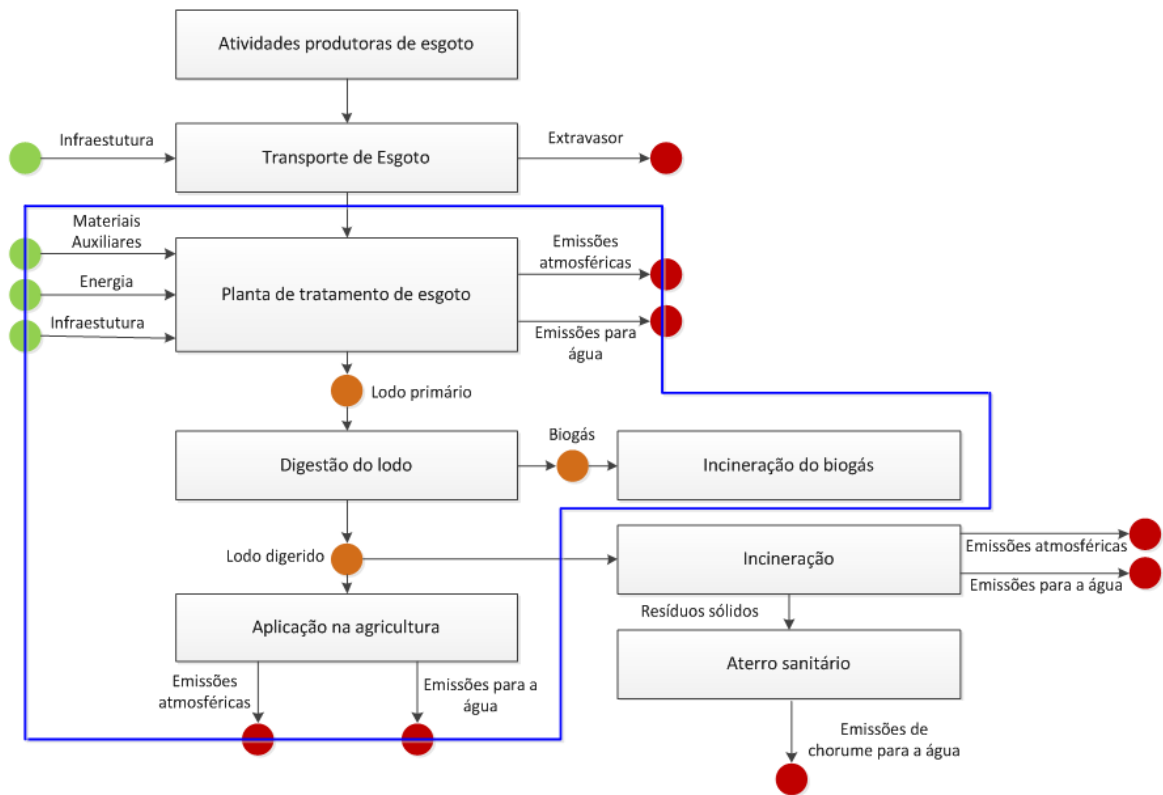 Atividades produtoras de esgoto
Infraestutura
Transporte de Esgoto
Extravasor
Materiais
Auxiliares
Energia
Infraestutura
Planta de tratamento de esgoto
Emissões
atmosféricas
Emissões para
água
Lodo primário
Digestão do lodo
Biogás
Incineração do biogás
Lodo digerido
Incineração
Emissões atmosféricas
Emissões para a água
Resíduos sólidos
Aplicação na agricultura
Aterro sanitário
Emissões
atmosféricas
Emissões para a
água
Emissões de
chorume para a água